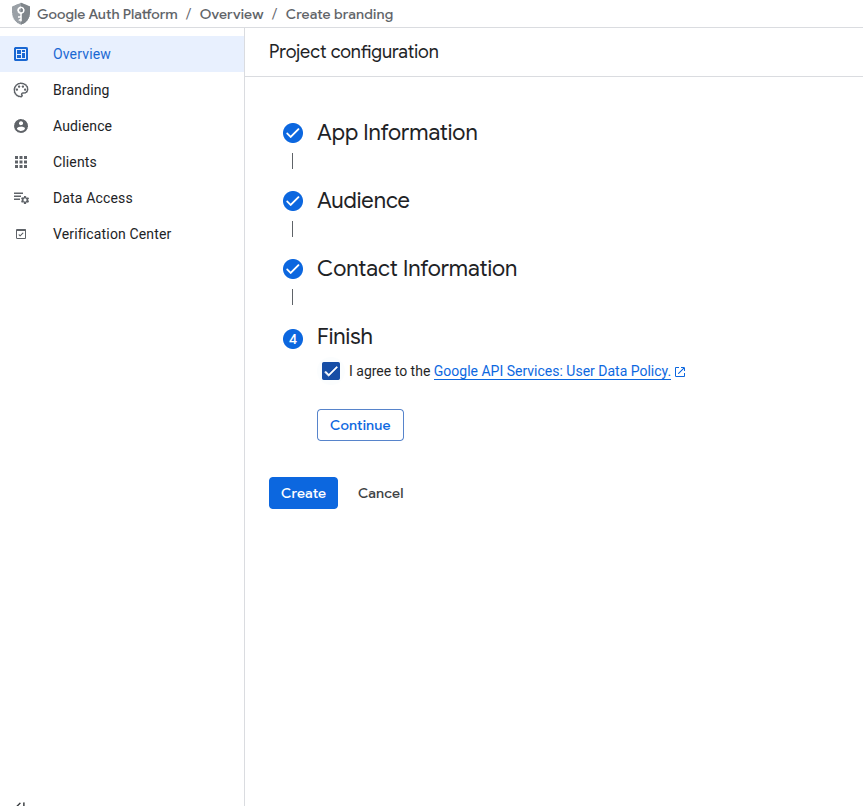 Google Auth Platform / Overview / Create branding
Overview
Branding
Audience
Clients
Data Access
Verification Center
Project configuration
App Information
Audience
Contact Information
4 Finish
I agree to the Google API Services: User Data Policy.
Continue
Create Cancel